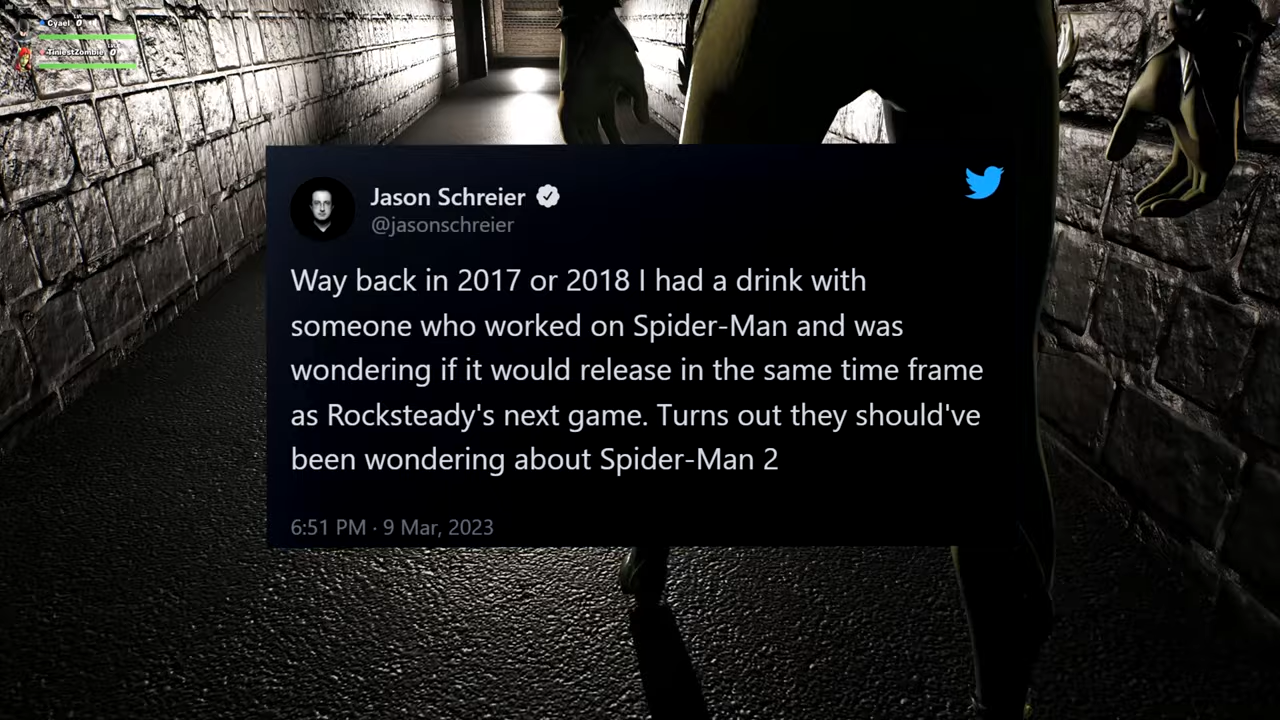 Cyael 0
TiniestZombie 0
Jason Schreier
@jasonschreier
Way back in 2017 or 2018 I had a drink with
someone who worked on Spider-Man and was
wondering if it would release in the same time frame
as Rocksteady's next game. Turns out they should've
been wondering about Spider-Man 2
6:51 PM · 9 Mar, 2023